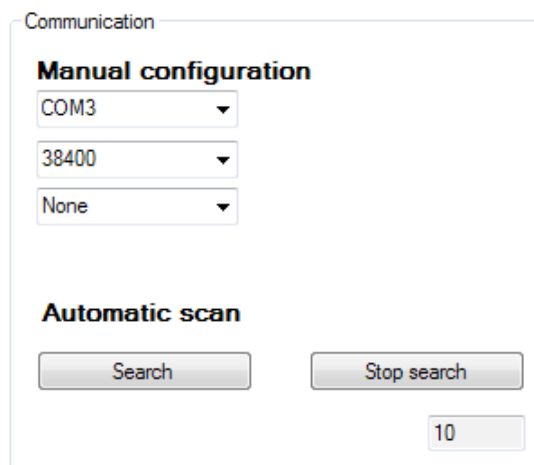 Communication
Manual configuration
COM3
38400
None
Automatic scan
Search Stop search
10